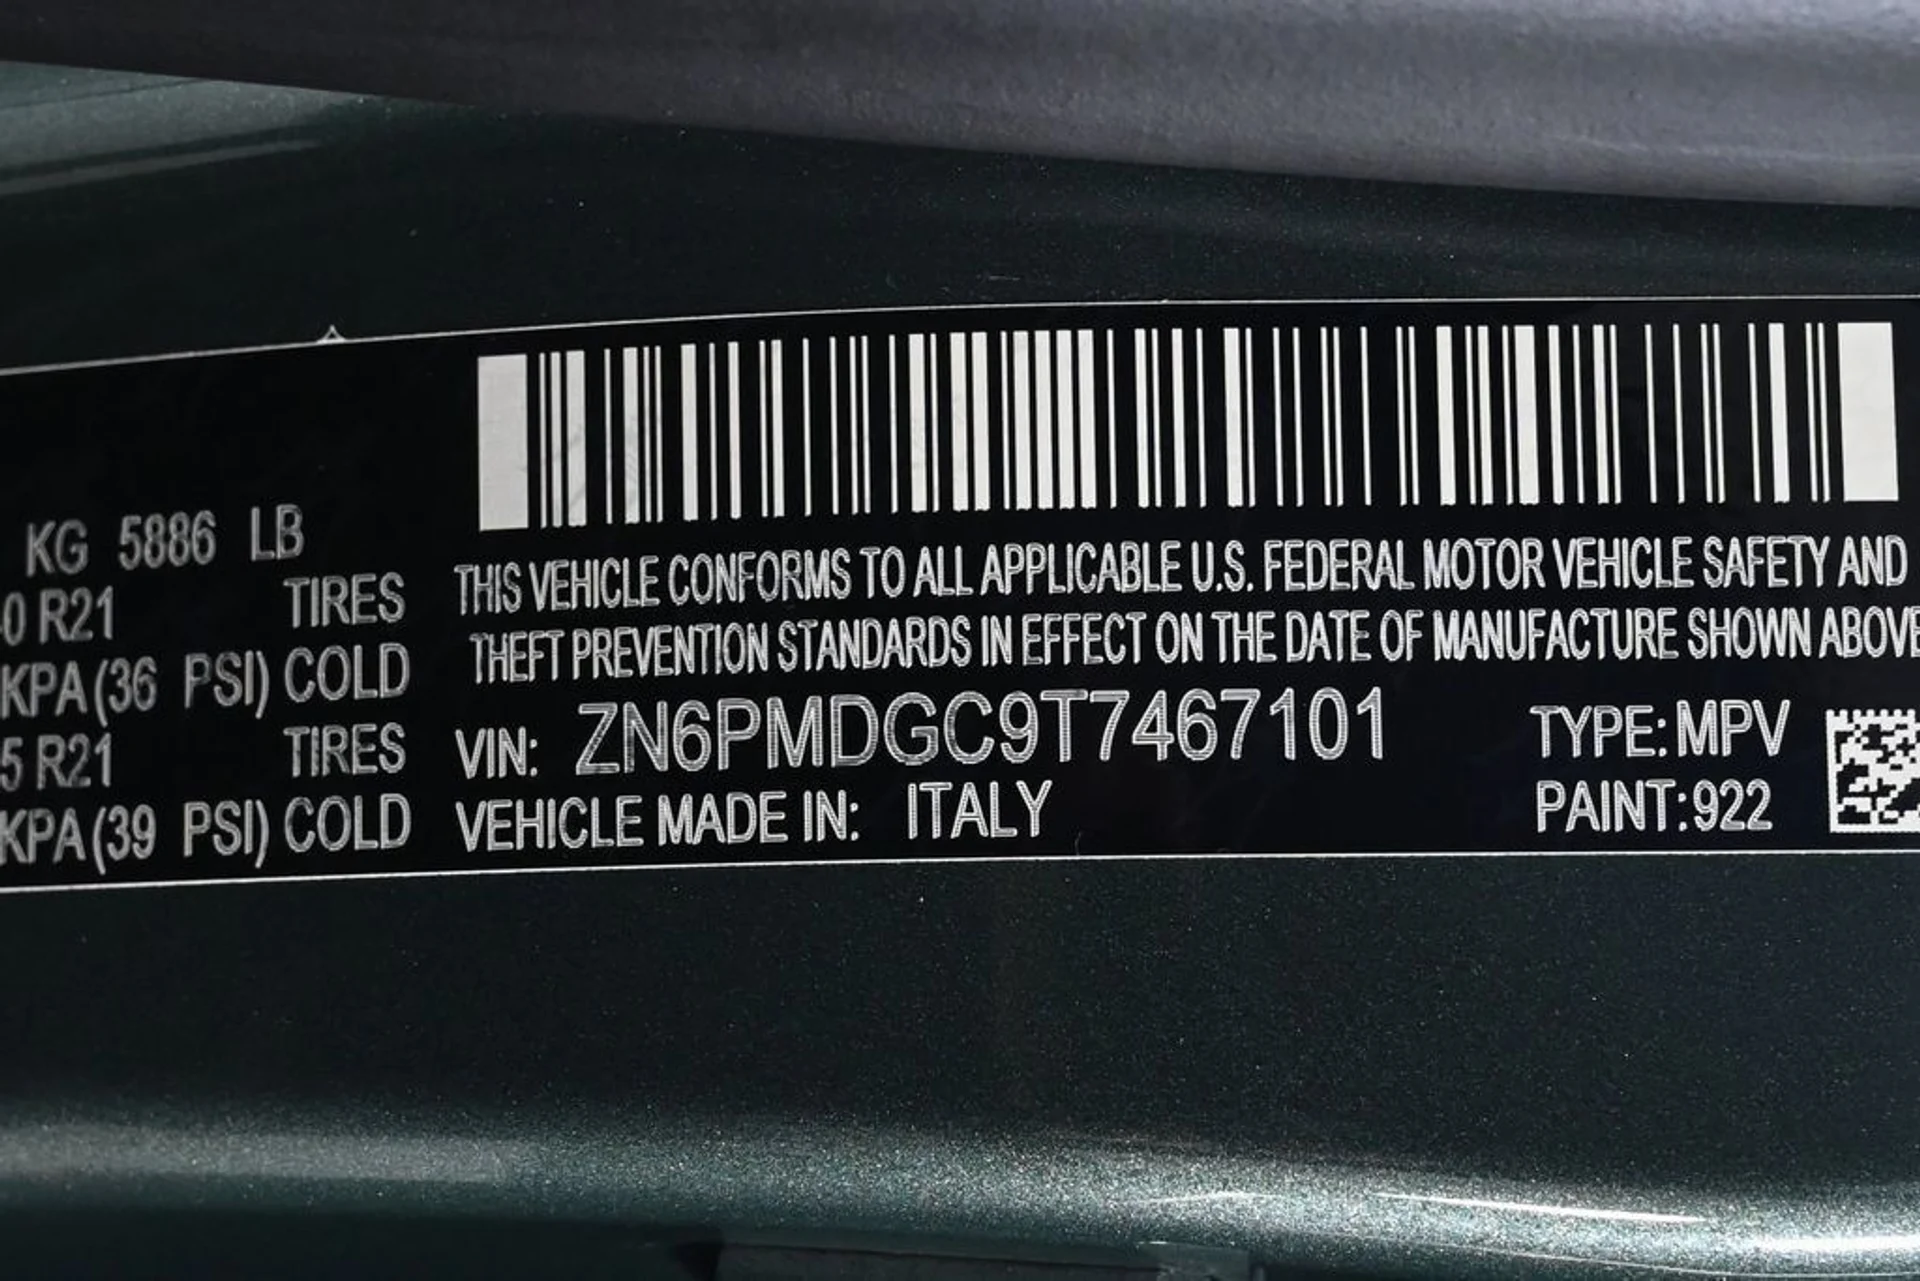 KG 5886 LB
0 R21 TIRES
KPA(36 PSI) COLD
5 R21 TIRES
KPA(39 PSI) COLD
THIS VEHICLE CONFORMS TO ALL APPLICABLE U.S. FEDERAL MOTOR VEHICLE SAFETY AND
THEFT PREVENTION STANDARDS IN EFFECT ON THE DATE OF MANUFACTURE SHOWN ABOVE
VIN: ZN6PMDGC9T7467101
VEHICLE MADE IN: ITALY
TYPE: MPV
PAINT:922